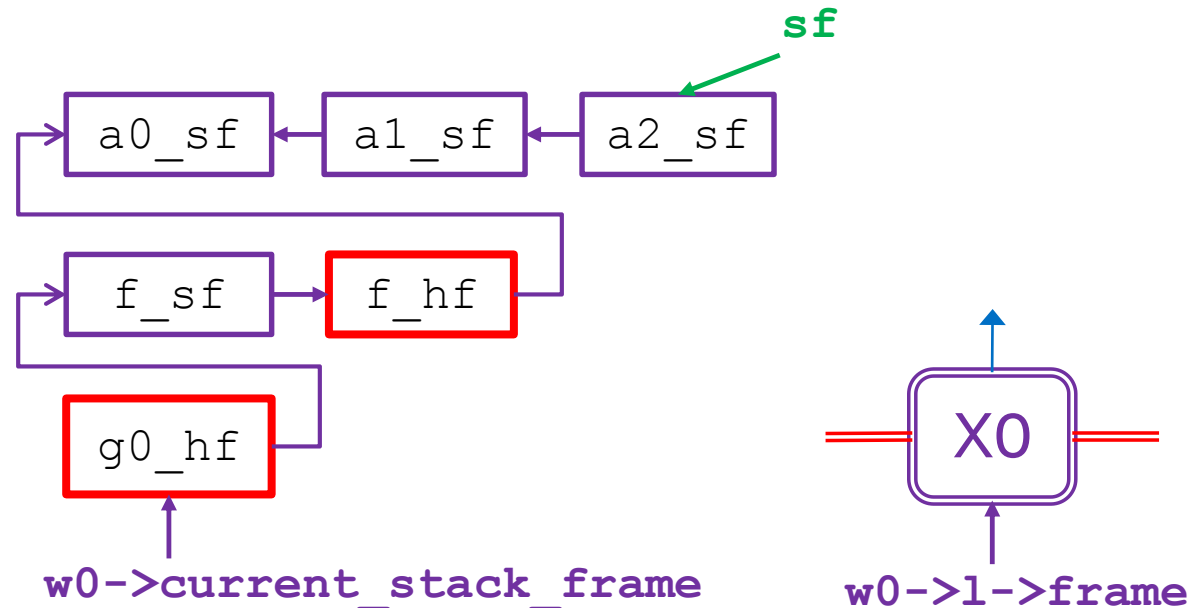 sf
a0_sf a1_sf a2_sf
f_sf f_hf
g0_hf
X0
w0->current_stack_frame
w0->l->frame